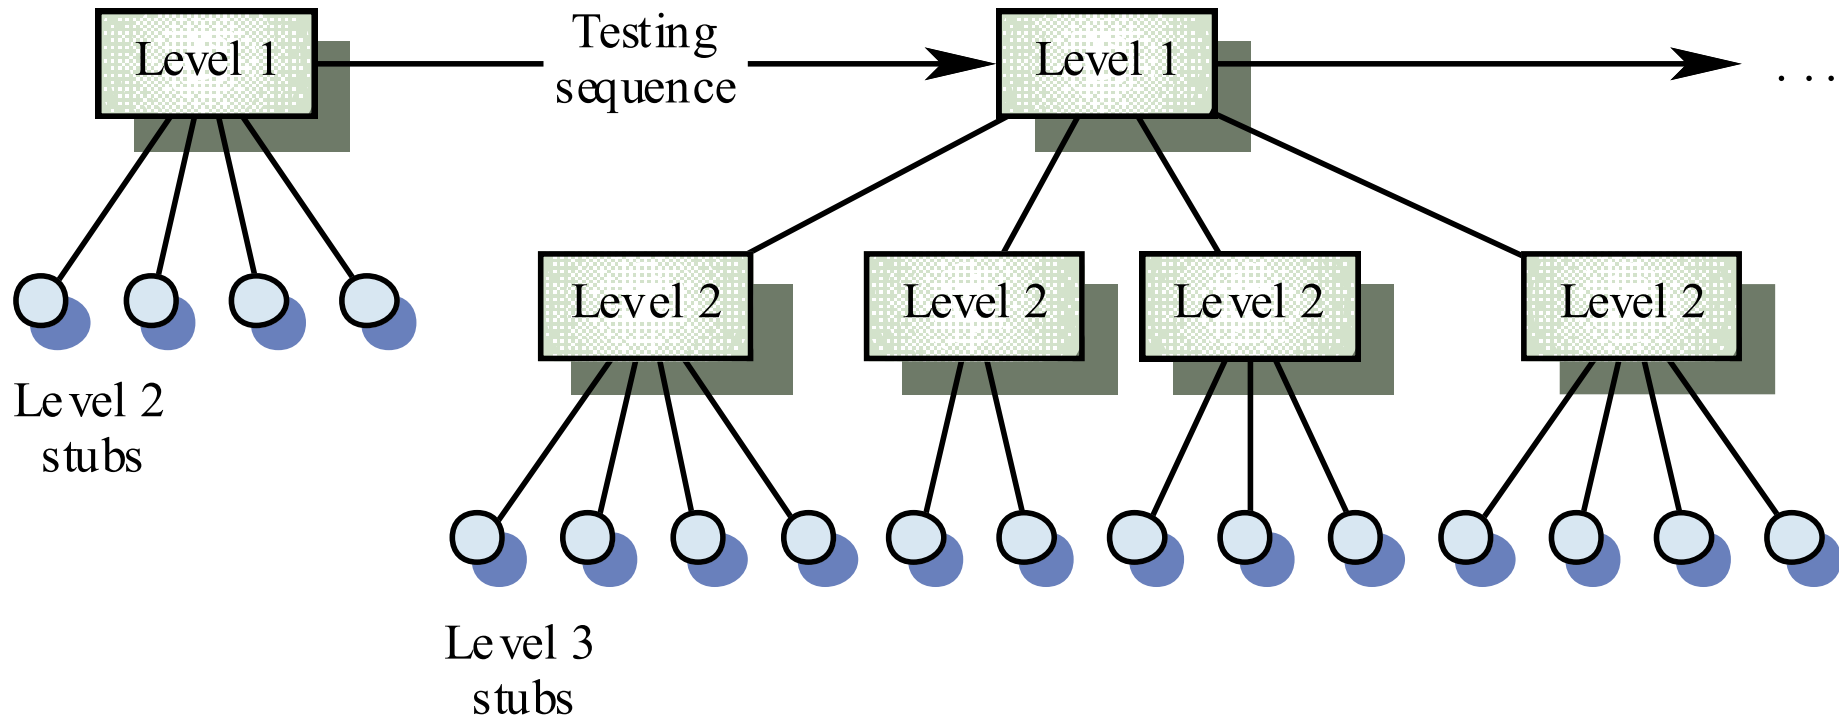 Level 1
Testing
sequence
Level 1
. . .
Level 2
Level 2
Level 2
Level 2
Level 2
stubs
Level 3
stubs